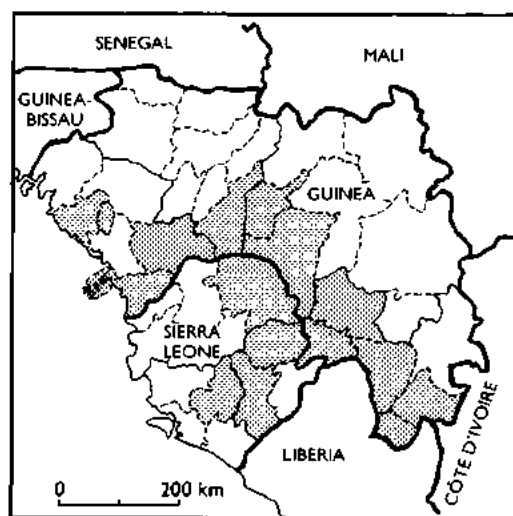 SENEGAL
MALI
GUINEA-
BISSAU
GUINEA
SIERRA
LEONE
LIBERIA
CÔTE D'IVOIRE
0 200 km